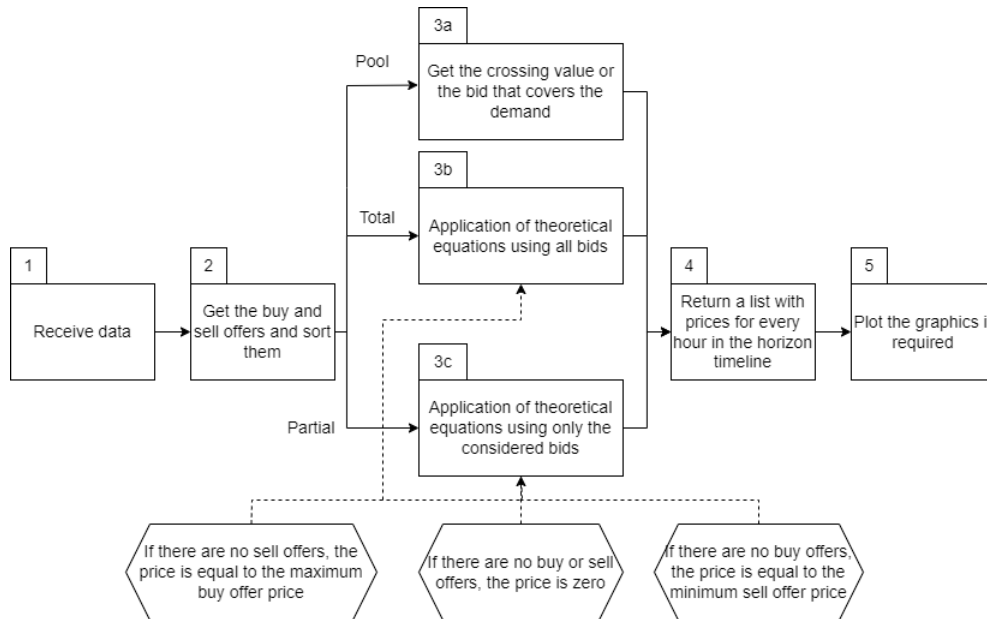 3a
Pool
Get the crossing value or
the bid that covers the
demand
3b
Total
Application of theoretical
equations using all bids
1
Receive data
2
Get the buy and
sell offers and sort
them
4
Return a list with
prices for every
hour in the horizon
timeline
5
Plot the graphics i
required
3c
Partial
Application of theoretical
equations using only the
considered bids
If there are no sell offers, the
price is equal to the maximum
buy offer price
If there are no buy or sell
offers, the price is zero
If there are no buy offers,
the price is equal to the
minimum sell offer price